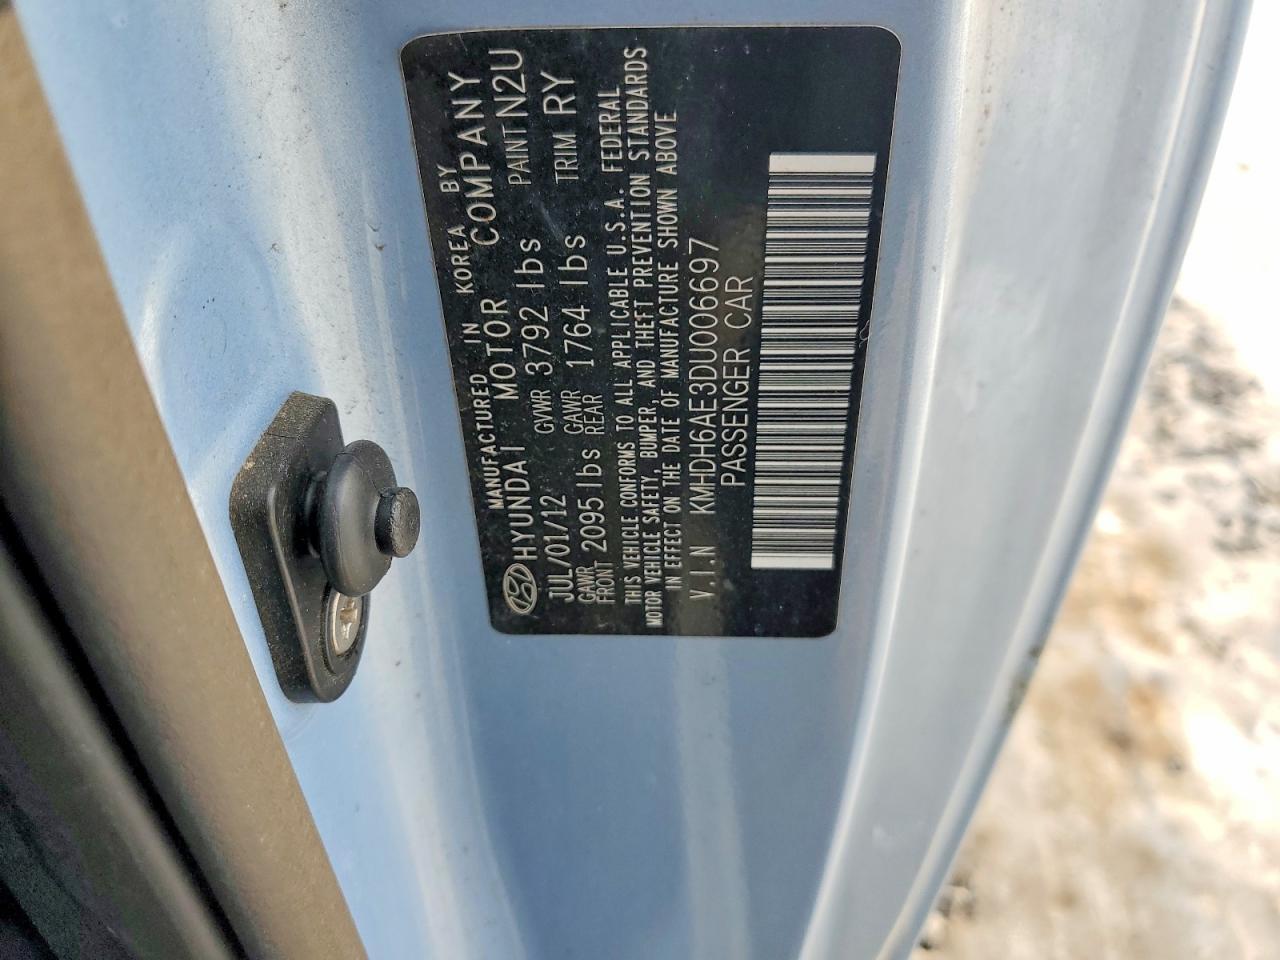 MANUFACTURED IN KOREA BY
HYUNDAI MOTOR COMPANY
JUL/01/12 GVWR 3792 lbs PAINT N2U
GAWR FRONT 2095 lbs GAWR REAR 1764 lbs TRIM RY
THIS VEHICLE CONFORMS TO ALL APPLICABLE U.S.A. FEDERAL
MOTOR VEHICLE SAFETY, BUMPER, AND THEFT PREVENTION STANDARDS
IN EFFECT ON THE DATE OF MANUFACTURE SHOWN ABOVE
V.I.N KMHDH6AE3DU006697
PASSENGER CAR